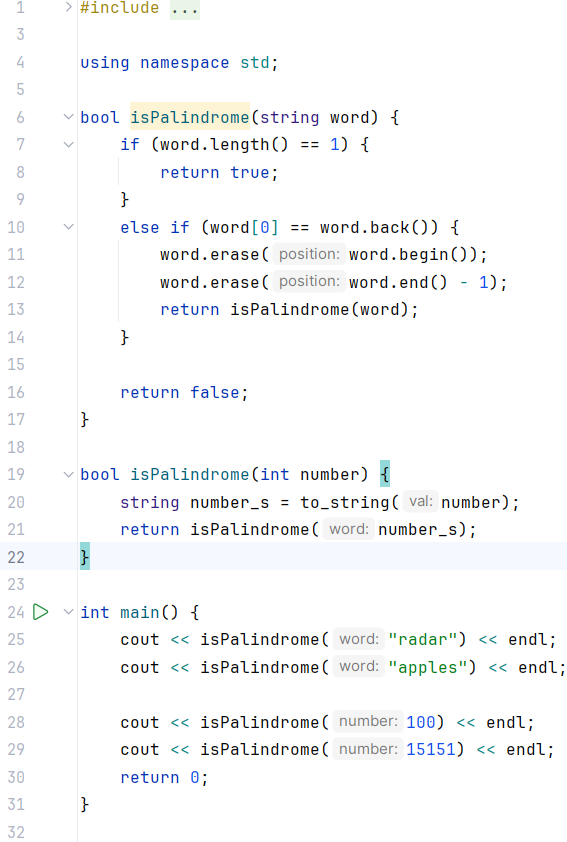 1 #include ...
3
4 using namespace std;
5
6 bool isPalindrome(string word) {
7     if (word.length() == 1) {
8         return true;
9     }
10     else if (word[0] == word.back()) {
11         word.erase( position: word.begin());
12         word.erase( position: word.end() - 1);
13         return isPalindrome(word);
14     }
15
16     return false;
17 }
18
19 bool isPalindrome(int number) {
20     string number_s = to_string( val: number);
21     return isPalindrome( word: number_s);
22 }
23
24 int main() {
25     cout << isPalindrome( word: "radar") << endl;
26     cout << isPalindrome( word: "apples") << endl;
27
28     cout << isPalindrome( number: 100) << endl;
29     cout << isPalindrome( number: 15151) << endl;
30     return 0;
31 }
32